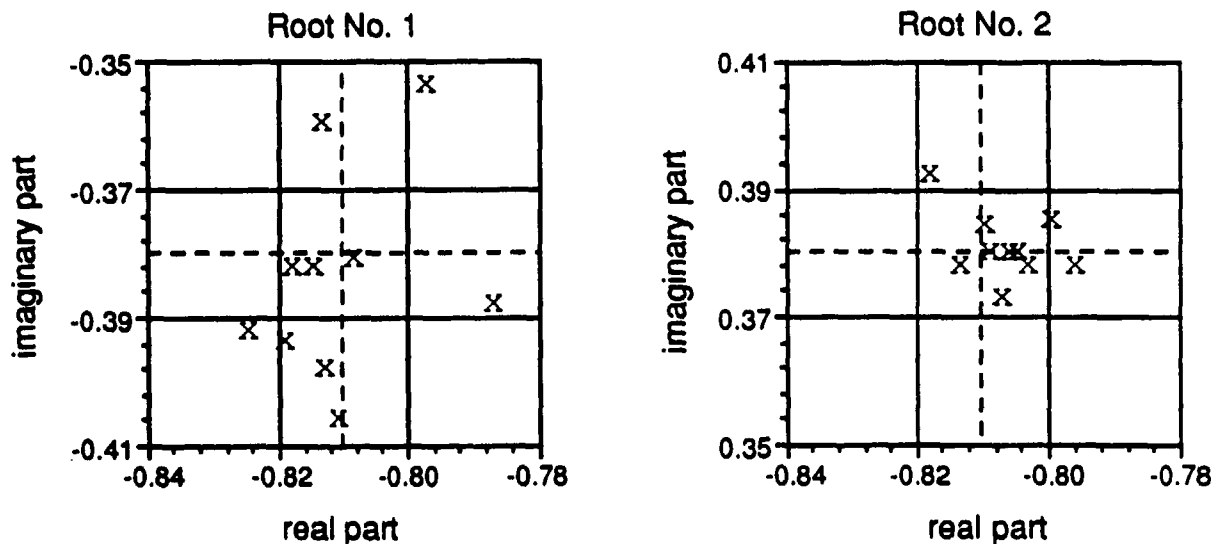 Root No. 1
imaginary part
-0.35
-0.37
-0.39
-0.41
-0.84
-0.82
-0.80
-0.78
real part
Root No. 2
imaginary part
0.41
0.39
0.37
0.35
-0.84
-0.82
-0.80
-0.78
real part